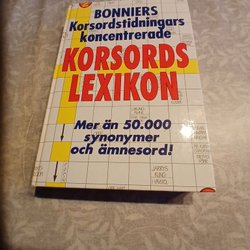 BONNIERS
Korsordstidningars
koncentrerade
KORSORDS
LEXIKON
Mer än 50.000
synonymer
och ämnesord!